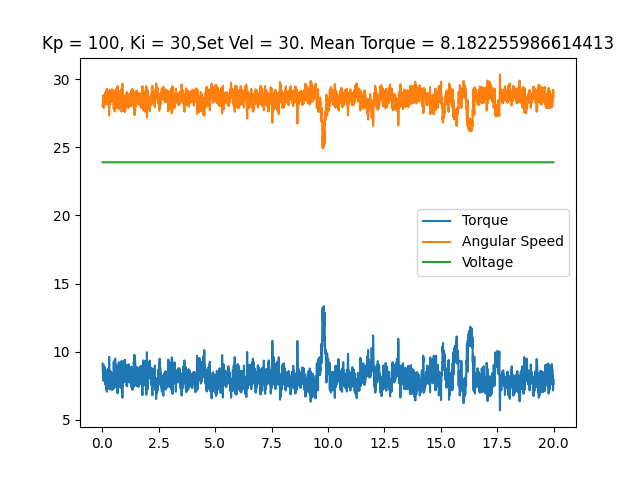 Kp = 100, Ki = 30,Set Vel = 30. Mean Torque = 8.182255986614413
30
25
20
15
10
5
Torque
Angular Speed
Voltage
0.0 2.5 5.0 7.5 10.0 12.5 15.0 17.5 20.0